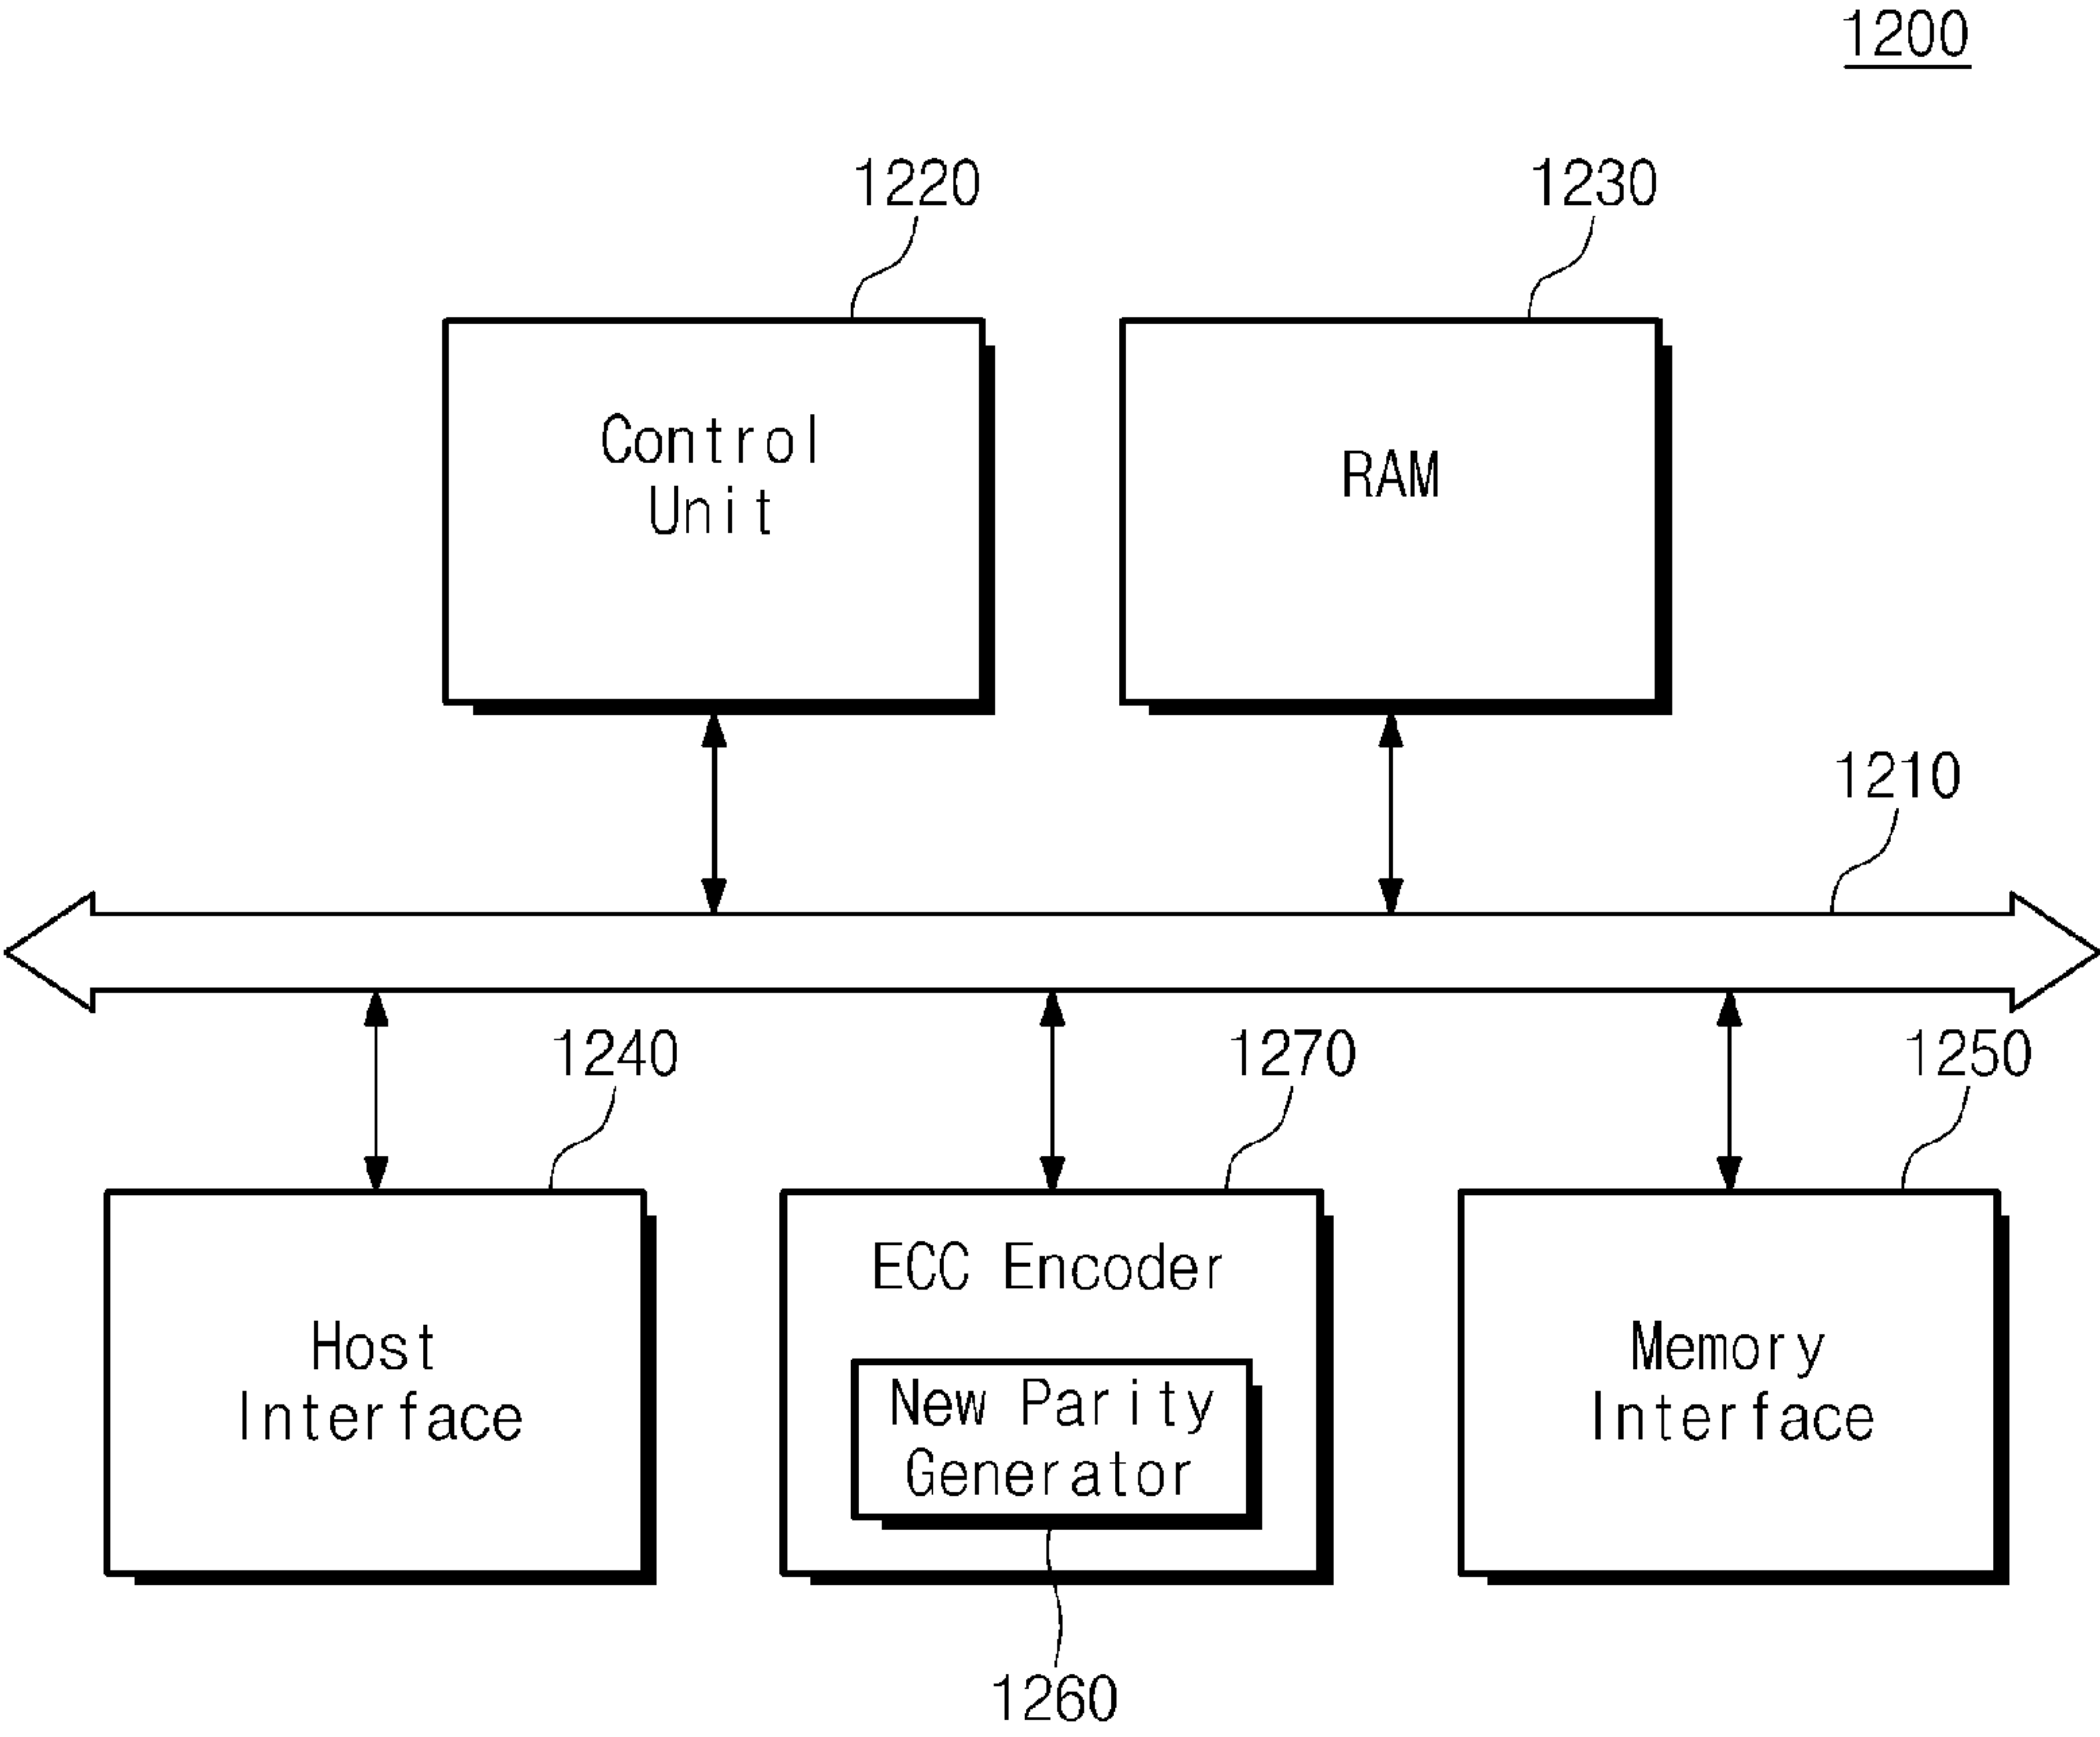 1200
1220
1230
Control
Unit
RAM
1210
1240
1270
1250
Host
Interface
ECC Encoder
New Parity
Generator
Memory
Interface
1260